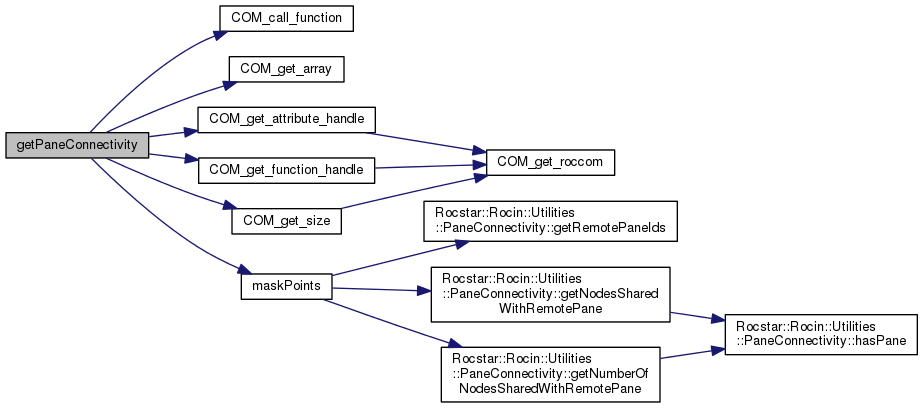 COM_call_function
COM_get_array
COM_get_attribute_handle
getPaneConnectivity
COM_get_roccom
COM_get_function_handle
COM_get_size
Rocstar::Rocin::Utilities
::PaneConnectivity::getRemotePaneIds
maskPoints
Rocstar::Rocin::Utilities
::PaneConnectivity::getNodesShared
WithRemotePane
Rocstar::Rocin::Utilities
::PaneConnectivity::hasPane
Rocstar::Rocin::Utilities
::PaneConnectivity::getNumberOf
NodesSharedWithRemotePane